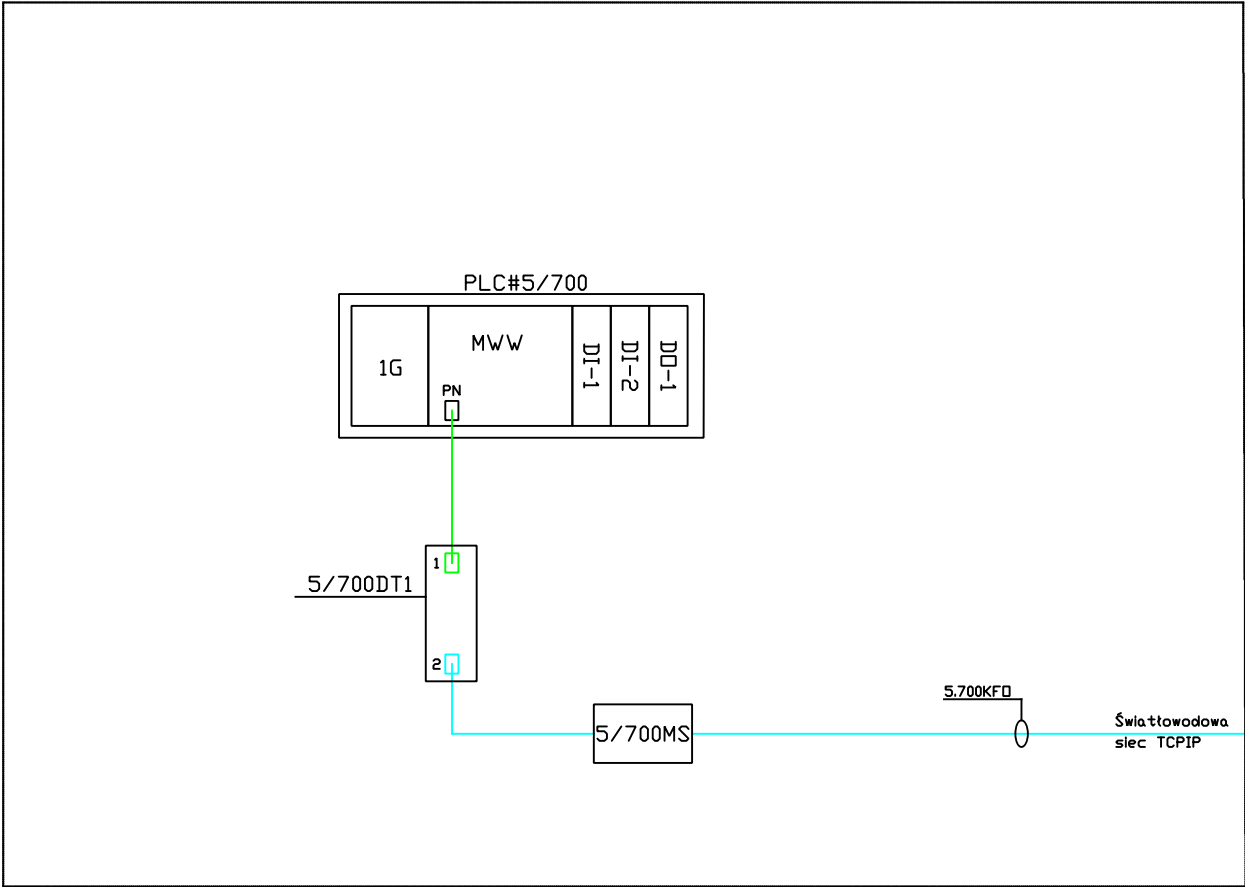 PLC#5/700
1G
MWW
PN
DI-1
DI-2
DO-1
1
5/700DT1
2
5/700MS
5.700KFO
Światłowodowa
siec TCPIP